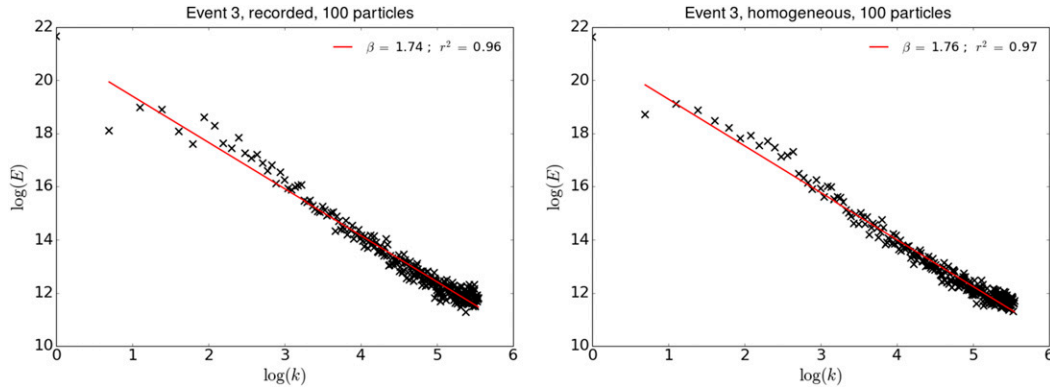 Event 3, recorded, 100 particles
β = 1.74 ; r² = 0.96
log(E)
22
20
18
16
14
12
10
0 1 2 3 4 5 6
log(k)
Event 3, homogeneous, 100 particles
β = 1.76 ; r² = 0.97
log(E)
22
20
18
16
14
12
10
0 1 2 3 4 5 6
log(k)